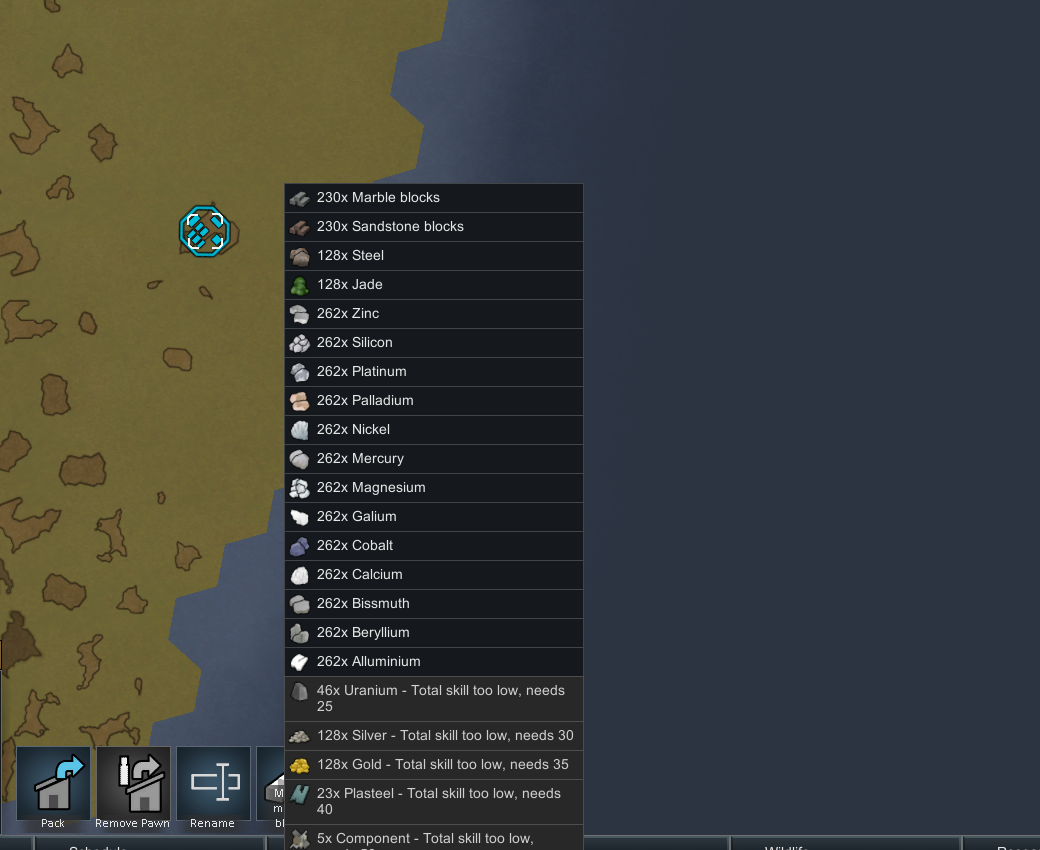 230x Marble blocks
230x Sandstone blocks
128x Steel
128x Jade
262x Zinc
262x Silicon
262x Platinum
262x Palladium
262x Nickel
262x Mercury
262x Magnesium
262x Galium
262x Cobalt
262x Calcium
262x Bissmuth
262x Beryllium
262x Alluminium
46x Uranium - Total skill too low, needs
25
128x Silver - Total skill too low, needs 30
128x Gold - Total skill too low, needs 35
23x Plasteel - Total skill too low, needs
40
5x Component - Total skill too low,
Pack
Remove Pawn
Rename